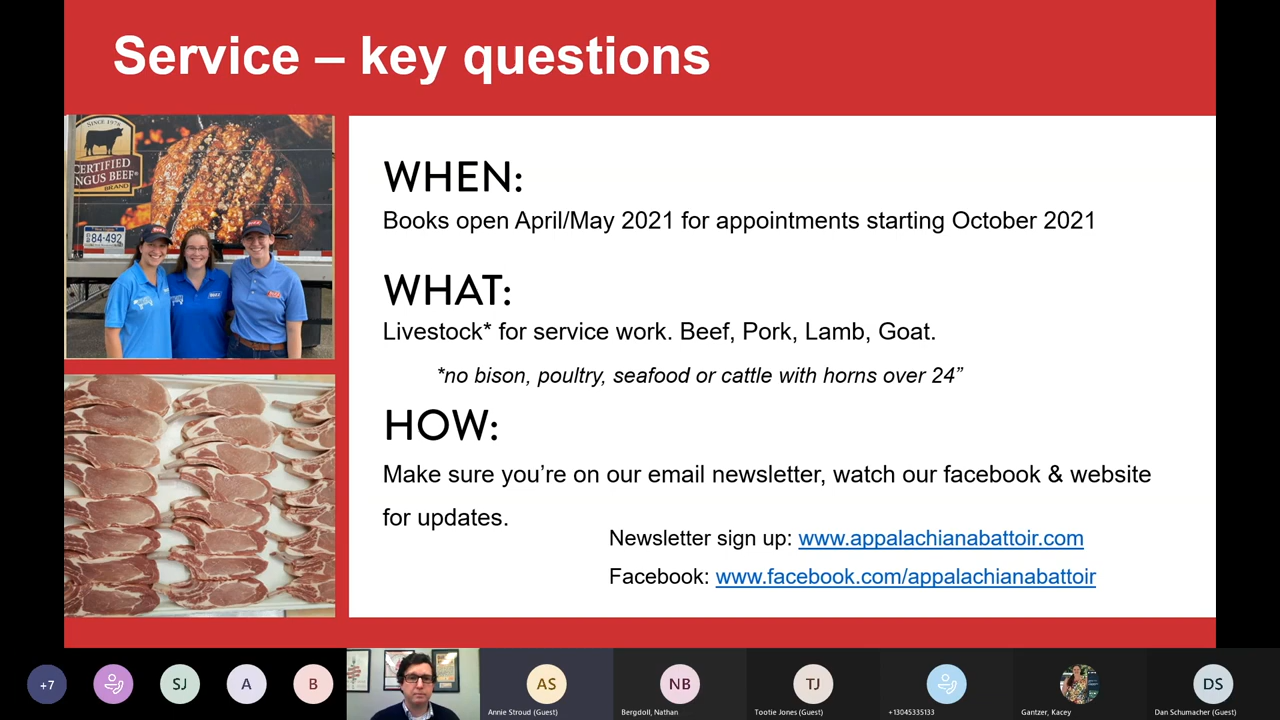 Service – key questions
SINCE 1978
CERTIFIED
NGUS BEEF®
BRAND
84-492
WHEN:
Books open April/May 2021 for appointments starting October 2021
WHAT:
Livestock* for service work. Beef, Pork, Lamb, Goat.
*no bison, poultry, seafood or cattle with horns over 24”
HOW:
Make sure you’re on our email newsletter, watch our facebook & website
for updates.
Newsletter sign up: www.appalachianabattoir.com
Facebook: www.facebook.com/appalachianabattoir
+7
SJ
A
B
AS
NB
TJ
DS
Annie Stroud (Guest)
Bergdoll, Nathan
Tootie Jones (Guest)
+13045335133
Gantzer, Kacey
Dan Schumacher (Guest)